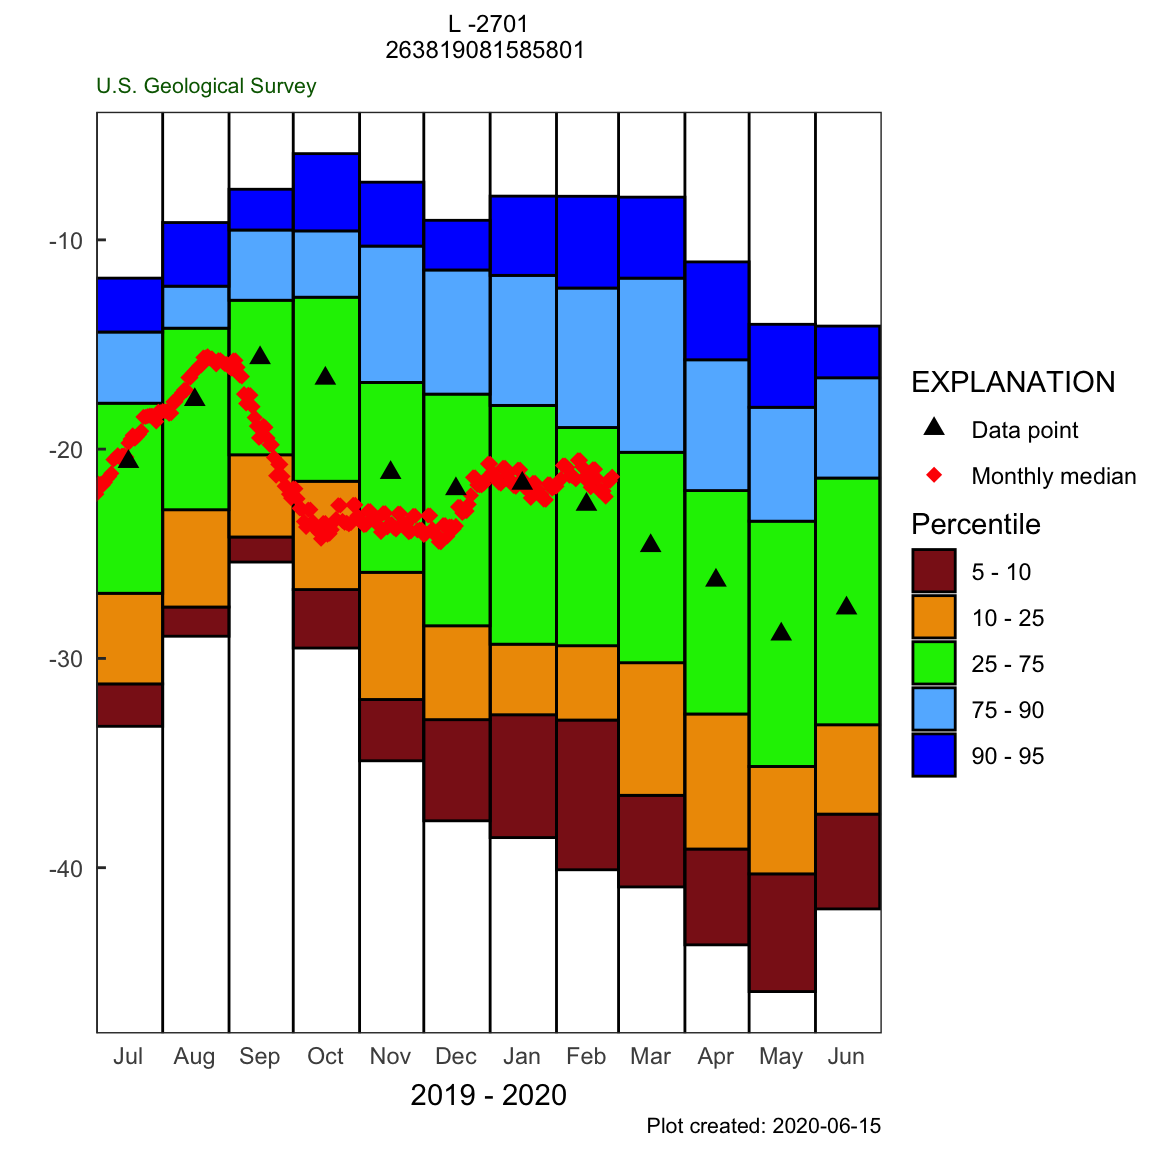 L -2701
263819081585801
U.S. Geological Survey
-10
-20
-30
-40
Jul Aug Sep Oct Nov Dec Jan Feb Mar Apr May Jun
2019 - 2020
Plot created: 2020-06-15
EXPLANATION
Data point
Monthly median
Percentile
5 - 10
10 - 25
25 - 75
75 - 90
90 - 95